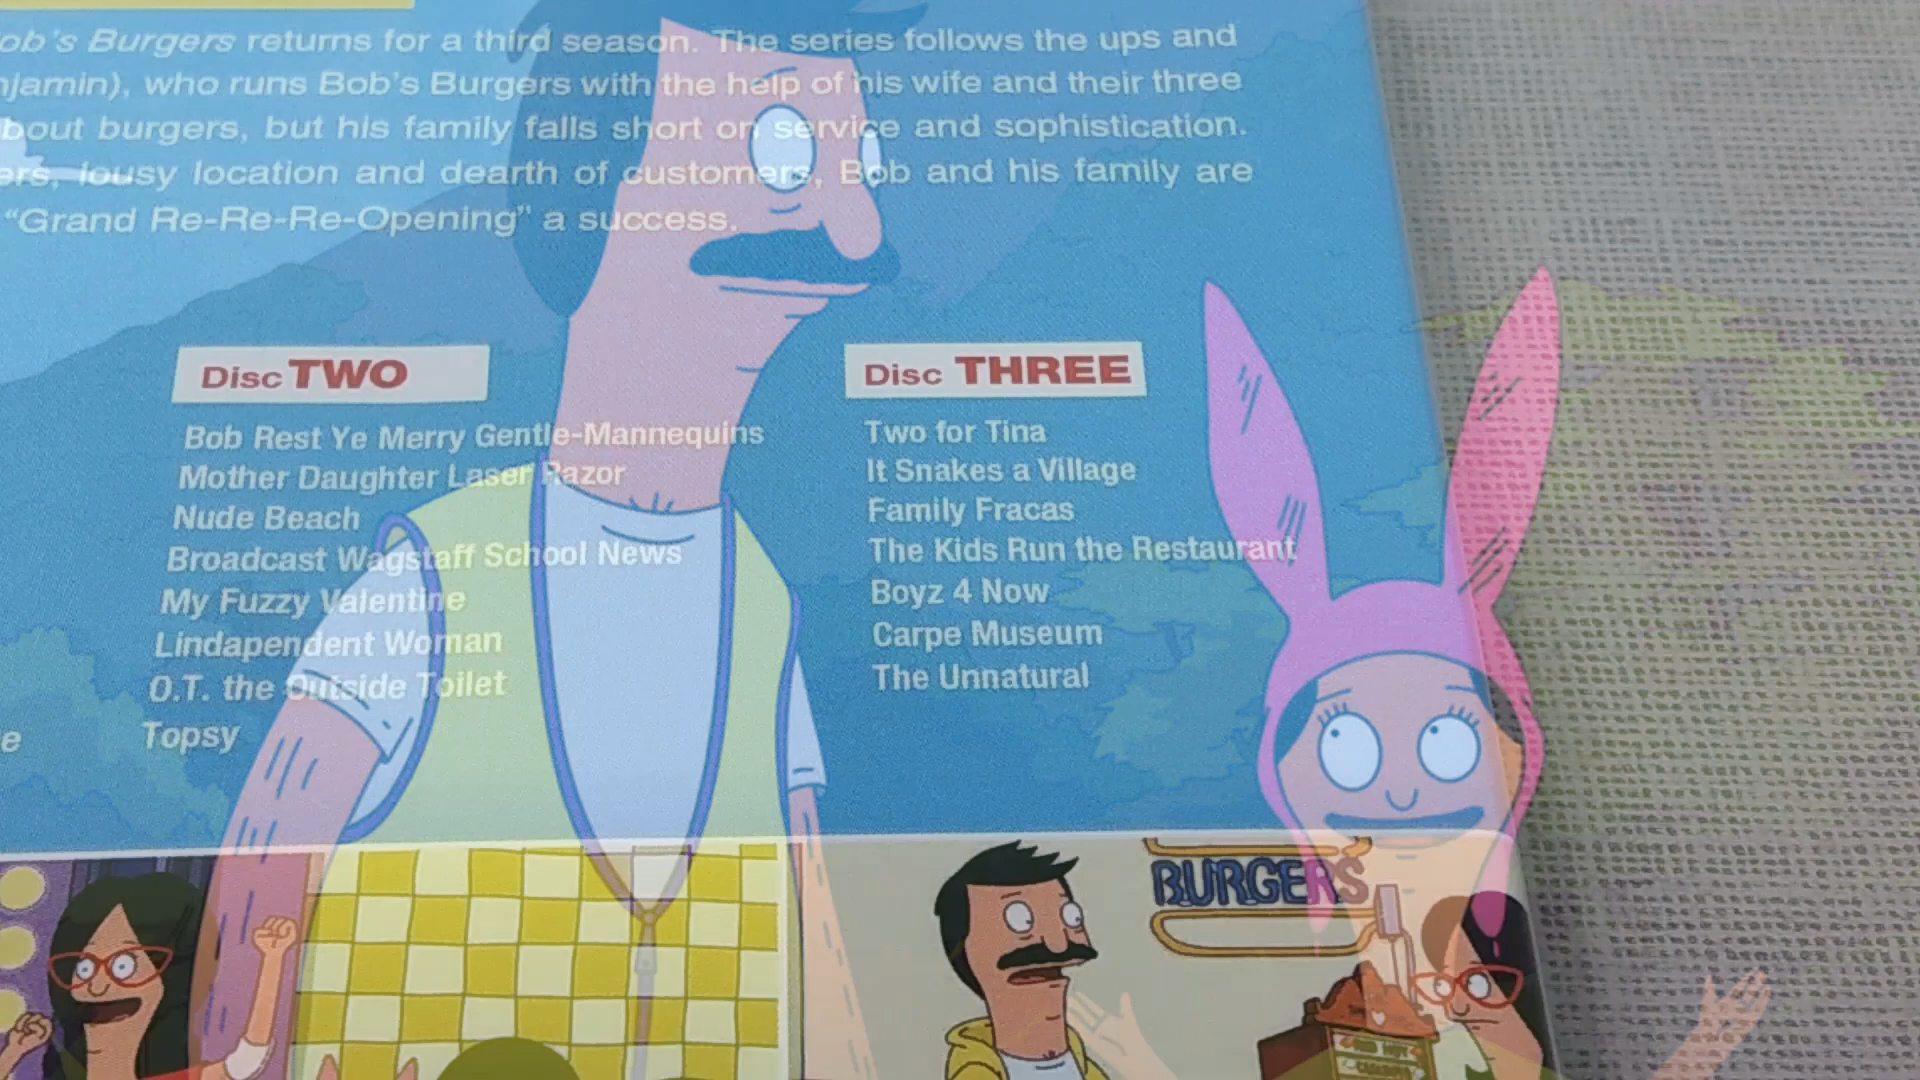 ob's Burgers returns for a third season. The series follows the ups and
njamin), who runs Bob's Burgers with the help of his wife and their three
bout burgers, but his family falls short on service and sophistication.
ers, lousy location and dearth of customers, Bob and his family are
"Grand Re-Re-Re-Opening" a success.
Disc TWO
Bob Rest Ye Merry Gentle-Mannequins
Mother Daughter Laser Razor
Nude Beach
Broadcast Wagstaff School News
My Fuzzy Valentine
Lindapendent Woman
O.T. the Outside Toilet
Topsy
e
Disc THREE
Two for Tina
It Snakes a Village
Family Fracas
The Kids Run the Restaurant
Boyz 4 Now
Carpe Museum
The Unnatural
BURGERS